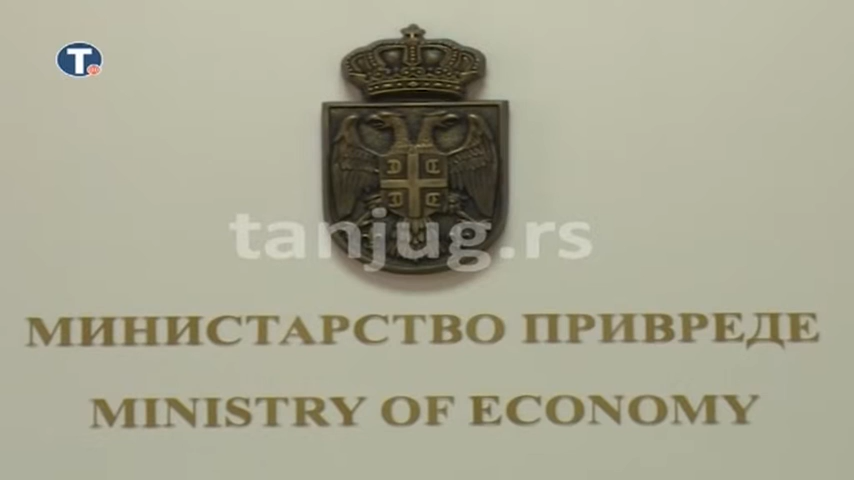 T
tanjug.rs
МИНИСТАРСТВО ПРИВРЕДЕ
MINISTRY OF ECONOMY